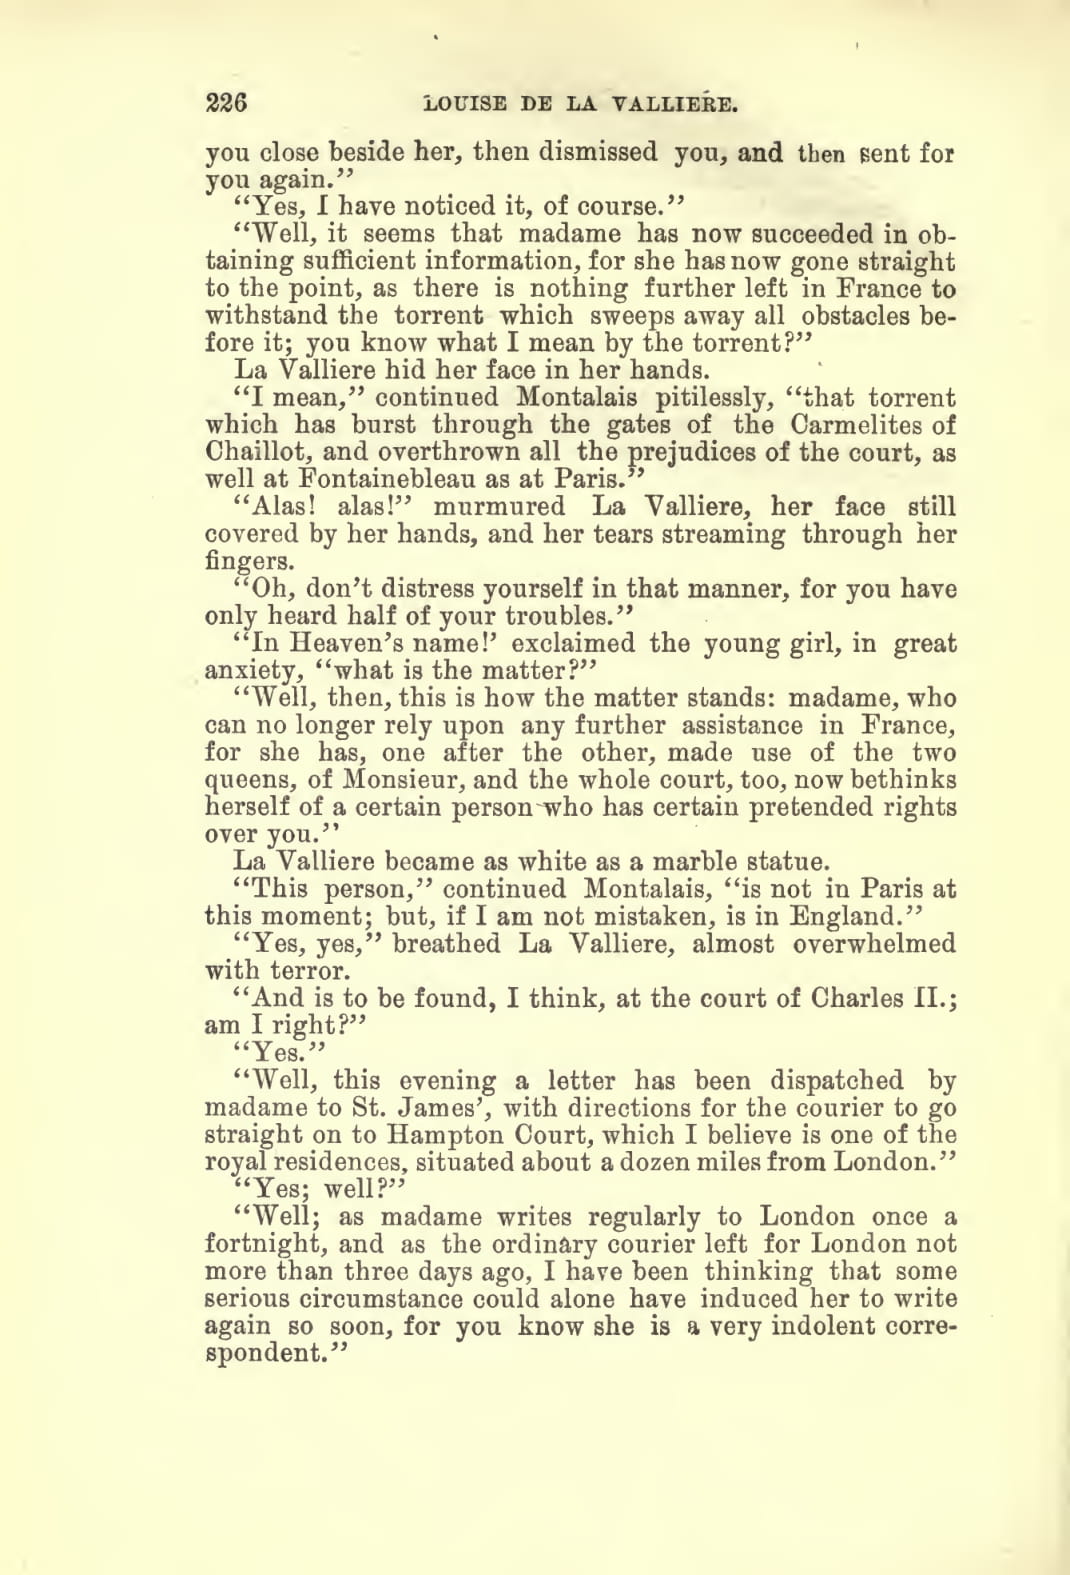 226 LOUISE DE LA VALLIERE.
you close beside her, then dismissed you, and then sent for
you again.”
“Yes, I have noticed it, of course.”
“Well, it seems that madame has now succeeded in ob-
taining sufficient information, for she has now gone straight
to the point, as there is nothing further left in France to
withstand the torrent which sweeps away all obstacles be-
fore it; you know what I mean by the torrent?”
La Valliere hid her face in her hands.
“I mean,” continued Montalais pitilessly, “that torrent
which has burst through the gates of the Carmelites of
Chaillot, and overthrown all the prejudices of the court, as
well at Fontainebleau as at Paris.”
“Alas! alas!” murmured La Valliere, her face still
covered by her hands, and her tears streaming through her
fingers.
“Oh, don’t distress yourself in that manner, for you have
only heard half of your troubles.”
“In Heaven’s name!’ exclaimed the young girl, in great
anxiety, “what is the matter?”
“Well, then, this is how the matter stands: madame, who
can no longer rely upon any further assistance in France,
for she has, one after the other, made use of the two
queens, of Monsieur, and the whole court, too, now bethinks
herself of a certain person who has certain pretended rights
over you.”
La Valliere became as white as a marble statue.
“This person,” continued Montalais, “is not in Paris at
this moment; but, if I am not mistaken, is in England.”
“Yes, yes,” breathed La Valliere, almost overwhelmed
with terror.
“And is to be found, I think, at the court of Charles II.;
am I right?”
“Yes.”
“Well, this evening a letter has been dispatched by
madame to St. James’, with directions for the courier to go
straight on to Hampton Court, which I believe is one of the
royal residences, situated about a dozen miles from London.”
“Yes; well?”
“Well; as madame writes regularly to London once a
fortnight, and as the ordinary courier left for London not
more than three days ago, I have been thinking that some
serious circumstance could alone have induced her to write
again so soon, for you know she is a very indolent corre-
spondent.”